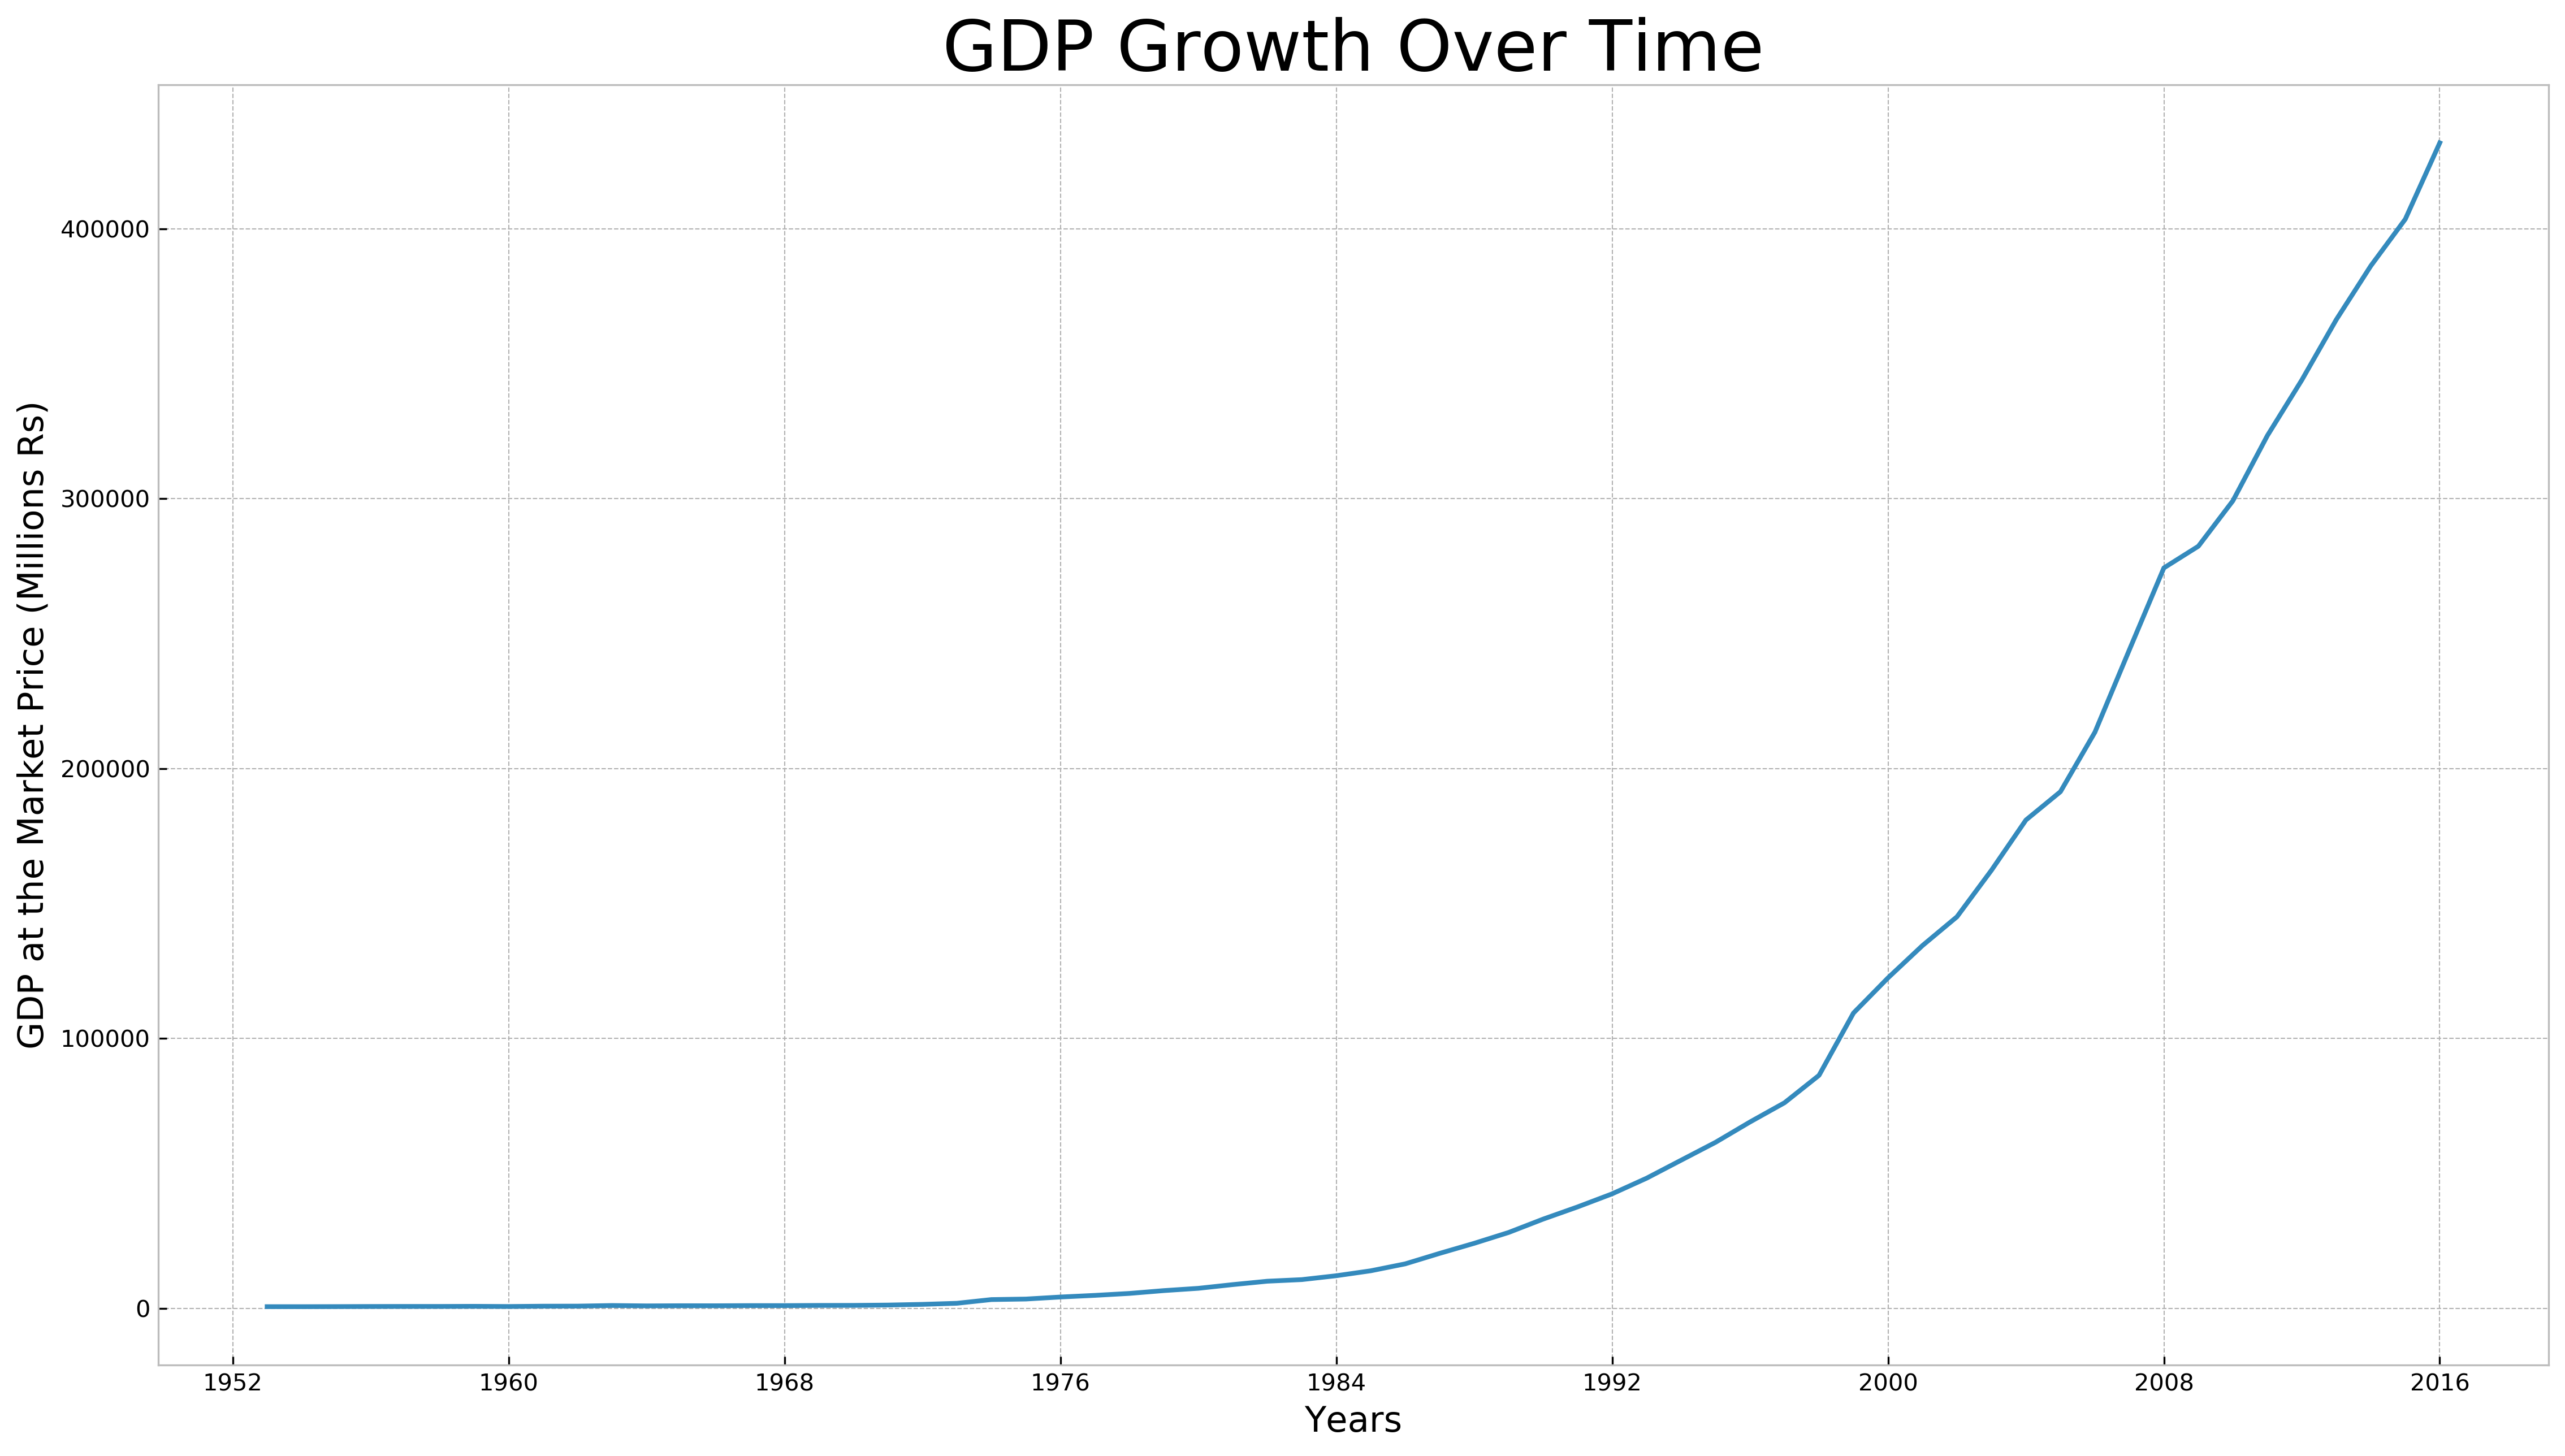 GDP Growth Over Time
GDP at the Market Price (Millions Rs)
400000
300000
200000
100000
0
1952 1960 1968 1976 1984 1992 2000 2008 2016
Years